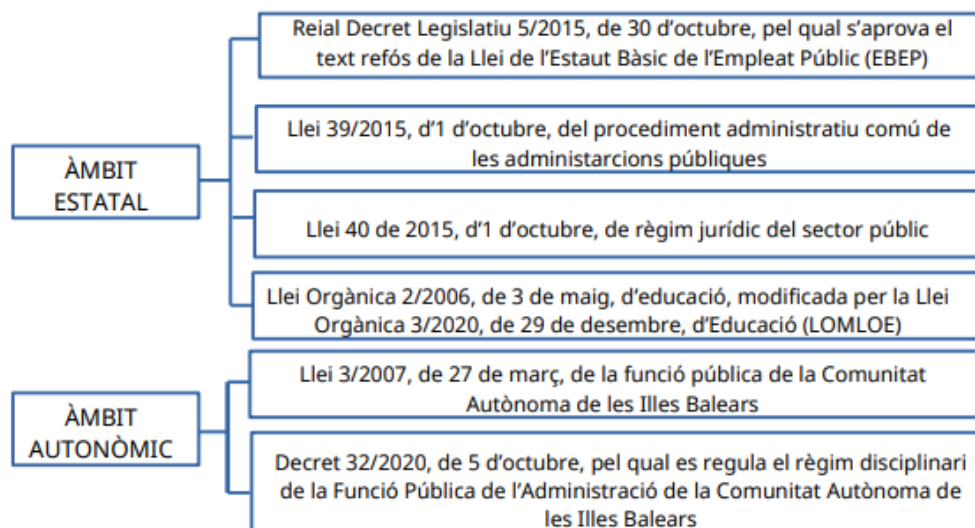 Reial Decret Legislatiu 5/2015, de 30 d’octubre, pel qual s’aprova el
text refós de la Llei de l’Estaut Bàsic de l’Empleat Públic (EBEP)
Llei 39/2015, d’1 d’octubre, del procediment administratiu comú de
les administarcions públiques
ÀMBIT
ESTATAL
Llei 40 de 2015, d’1 d’octubre, de règim jurídic del sector públic
Llei Orgànica 2/2006, de 3 de maig, d’educació, modificada per la Llei
Orgànica 3/2020, de 29 de desembre, d’Educació (LOMLOE)
Llei 3/2007, de 27 de març, de la funció pública de la Comunitat
Autònoma de les Illes Balears
ÀMBIT
AUTONÒMIC
Decret 32/2020, de 5 d’octubre, pel qual es regula el règim disciplinari
de la Funció Pública de l’Administració de la Comunitat Autònoma de
les Illes Balears